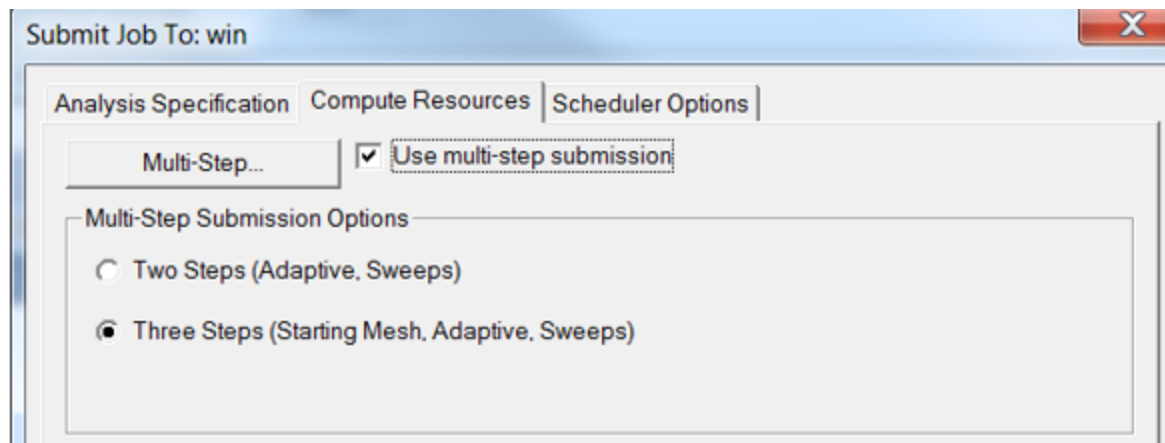 Submit Job To: win
Analysis Specification Compute Resources Scheduler Options
Multi-Step... Use multi-step submission
Multi-Step Submission Options
Two Steps (Adaptive, Sweeps)
Three Steps (Starting Mesh, Adaptive, Sweeps)